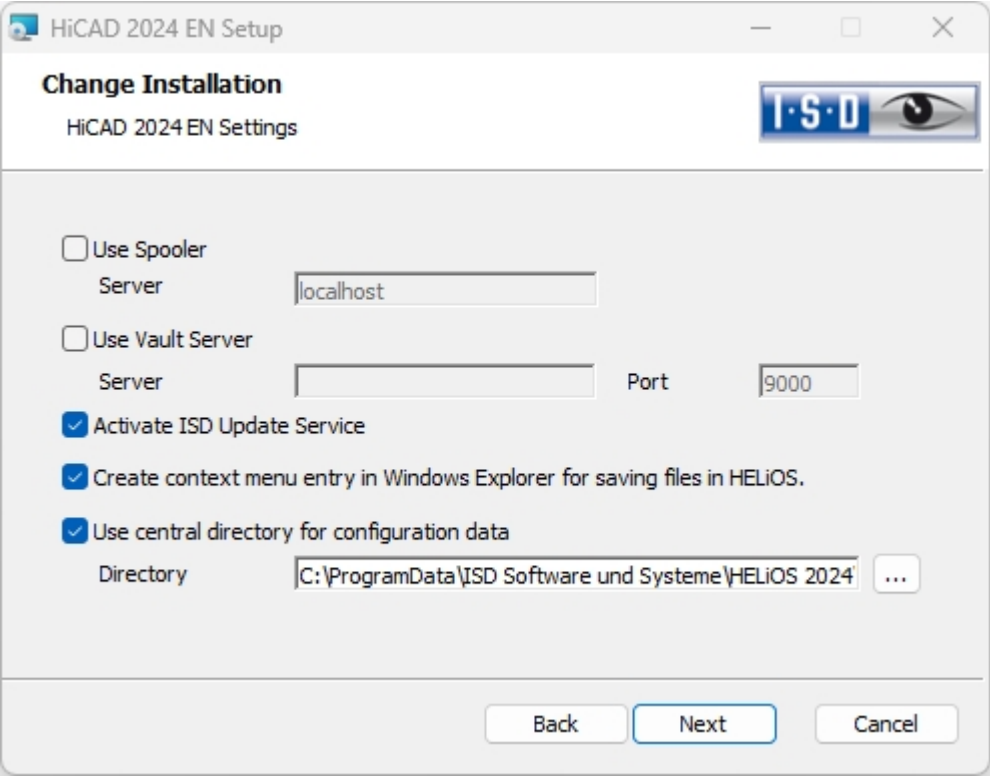 HiCAD 2024 EN Setup
Change Installation
HiCAD 2024 EN Settings
I·S·D
Use Spooler
Server localhost
Use Vault Server
Server Port 9000
Activate ISD Update Service
Create context menu entry in Windows Explorer for saving files in HELiOS.
Use central directory for configuration data
Directory C:\ProgramData\ISD Software und Systeme\HELiOS 2024 ...
Back Next Cancel